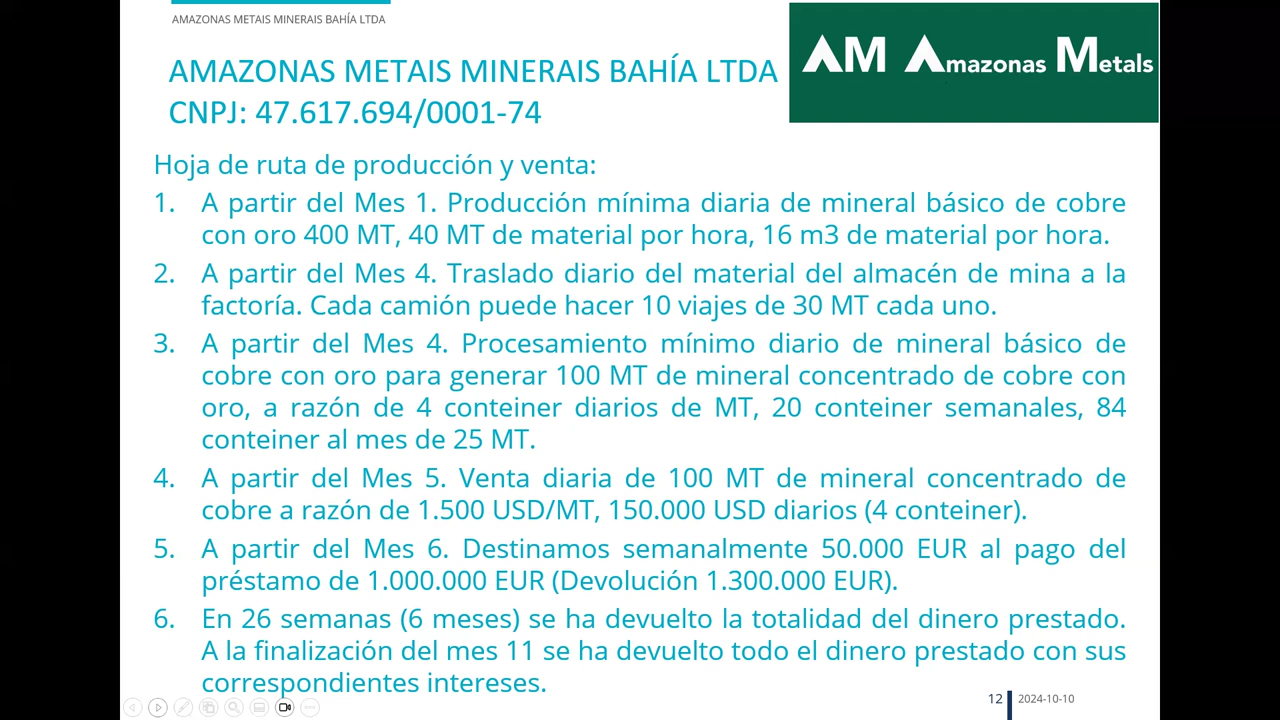 AMAZONAS METAIS MINERAIS BAHÍA LTDA
AM Amazonas Metals
AMAZONAS METAIS MINERAIS BAHÍA LTDA
CNPJ: 47.617.694/0001-74
Hoja de ruta de producción y venta:
1. A partir del Mes 1. Producción mínima diaria de mineral básico de cobre
con oro 400 MT, 40 MT de material por hora, 16 m3 de material por hora.
2. A partir del Mes 4. Traslado diario del material del almacén de mina a la
factoría. Cada camión puede hacer 10 viajes de 30 MT cada uno.
3. A partir del Mes 4. Procesamiento mínimo diario de mineral básico de
cobre con oro para generar 100 MT de mineral concentrado de cobre con
oro, a razón de 4 conteiner diarios de MT, 20 conteiner semanales, 84
conteiner al mes de 25 MT.
4. A partir del Mes 5. Venta diaria de 100 MT de mineral concentrado de
cobre a razón de 1.500 USD/MT, 150.000 USD diarios (4 conteiner).
5. A partir del Mes 6. Destinamos semanalmente 50.000 EUR al pago del
préstamo de 1.000.000 EUR (Devolución 1.300.000 EUR).
6. En 26 semanas (6 meses) se ha devuelto la totalidad del dinero prestado.
A la finalización del mes 11 se ha devuelto todo el dinero prestado con sus
correspondientes intereses.
12 2024-10-10